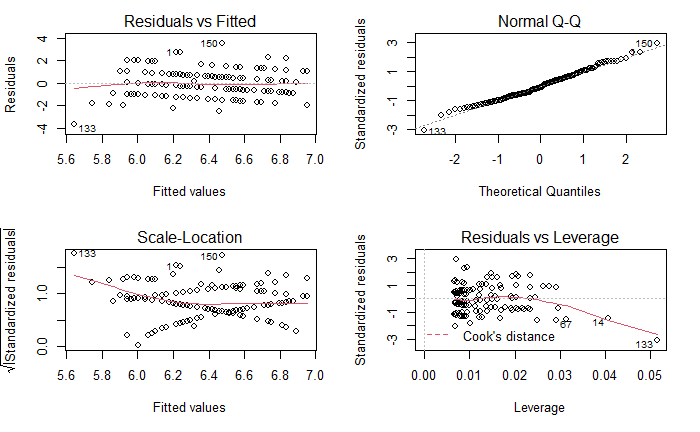 Residuals vs Fitted
Residuals
4
2
0
-2
-4
1
150
133
5.6 5.8 6.0 6.2 6.4 6.6 6.8 7.0
Fitted values
Normal Q-Q
Standardized residuals
3
1
-1
-3
150
133
-2 -1 0 1 2
Theoretical Quantiles
Scale-Location
√|Standardized residuals|
1.0
0.0
133
1
150
5.6 5.8 6.0 6.2 6.4 6.6 6.8 7.0
Fitted values
Residuals vs Leverage
Standardized residuals
3
1
-1
-3
Cook's distance
67
14
133
0.00 0.01 0.02 0.03 0.04 0.05
Leverage